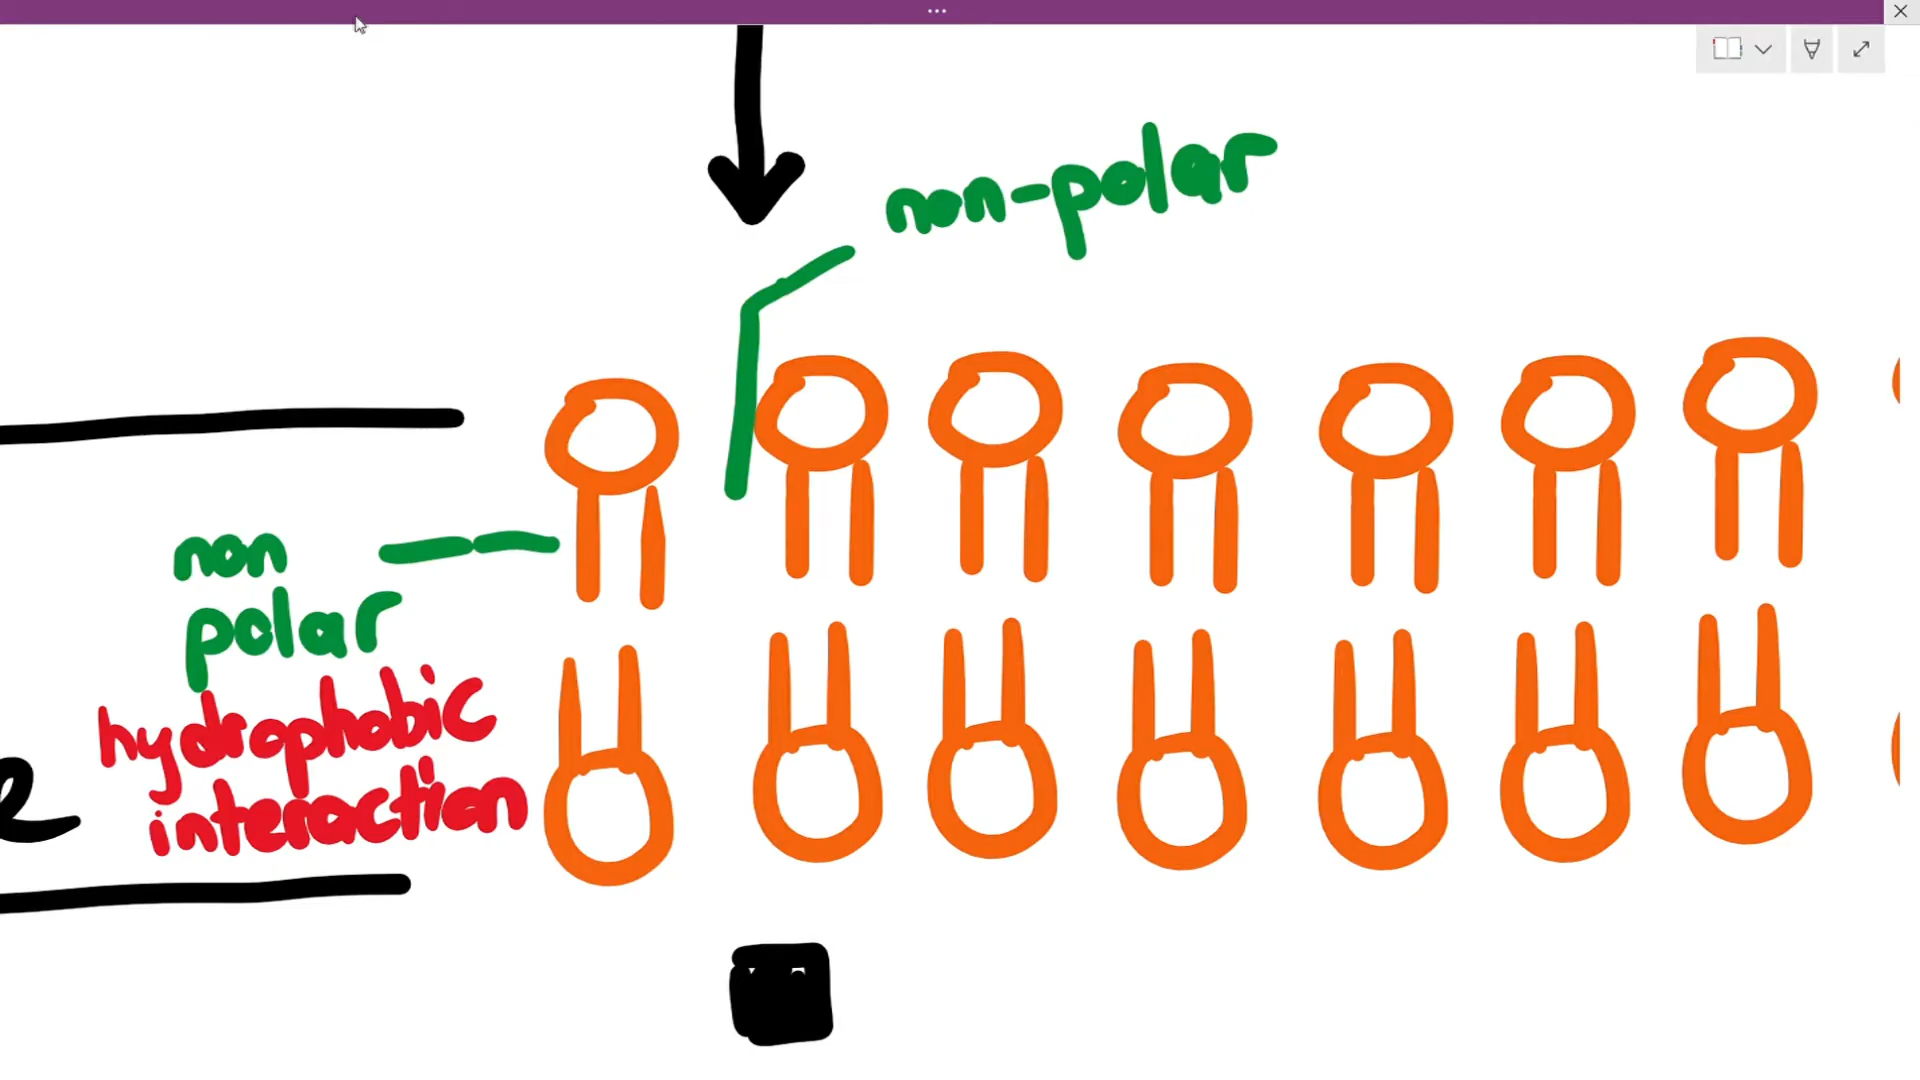 non-polar
non
polar
hydrophobic
interaction
e